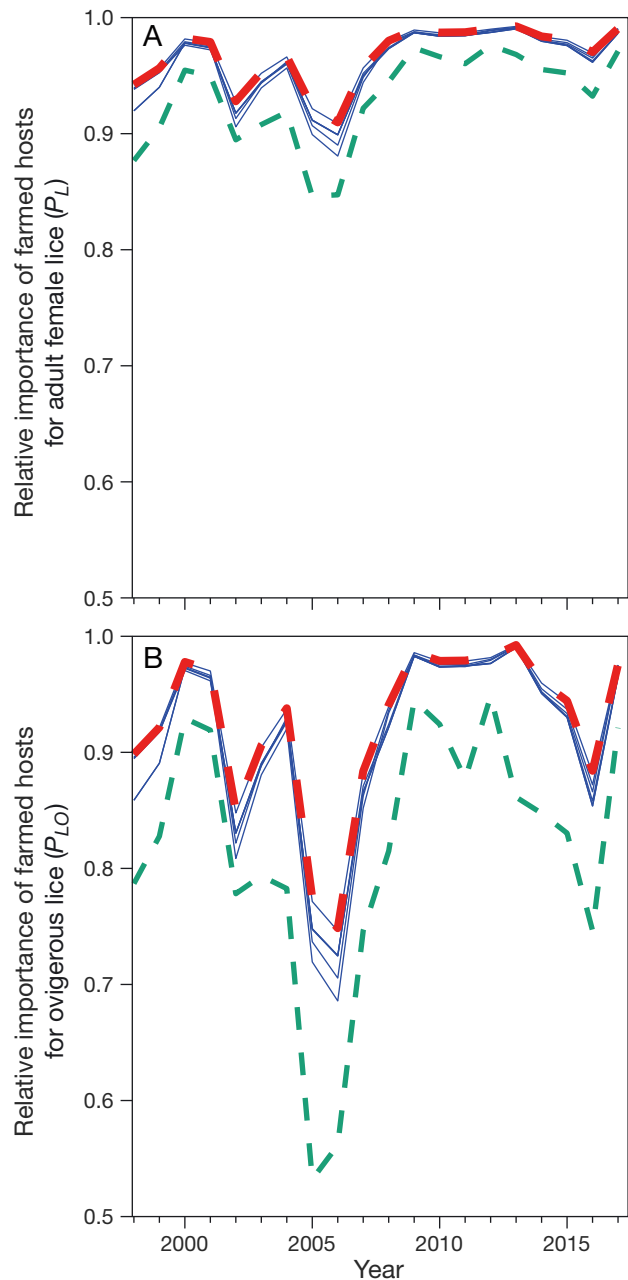 A
1.0
0.9
0.8
0.7
0.6
0.5
Relative importance of farmed hosts
for adult female lice (P_L)
B
1.0
0.9
0.8
0.7
0.6
0.5
Relative importance of farmed hosts
for ovigerous lice (P_LO)
2000 2005 2010 2015
Year